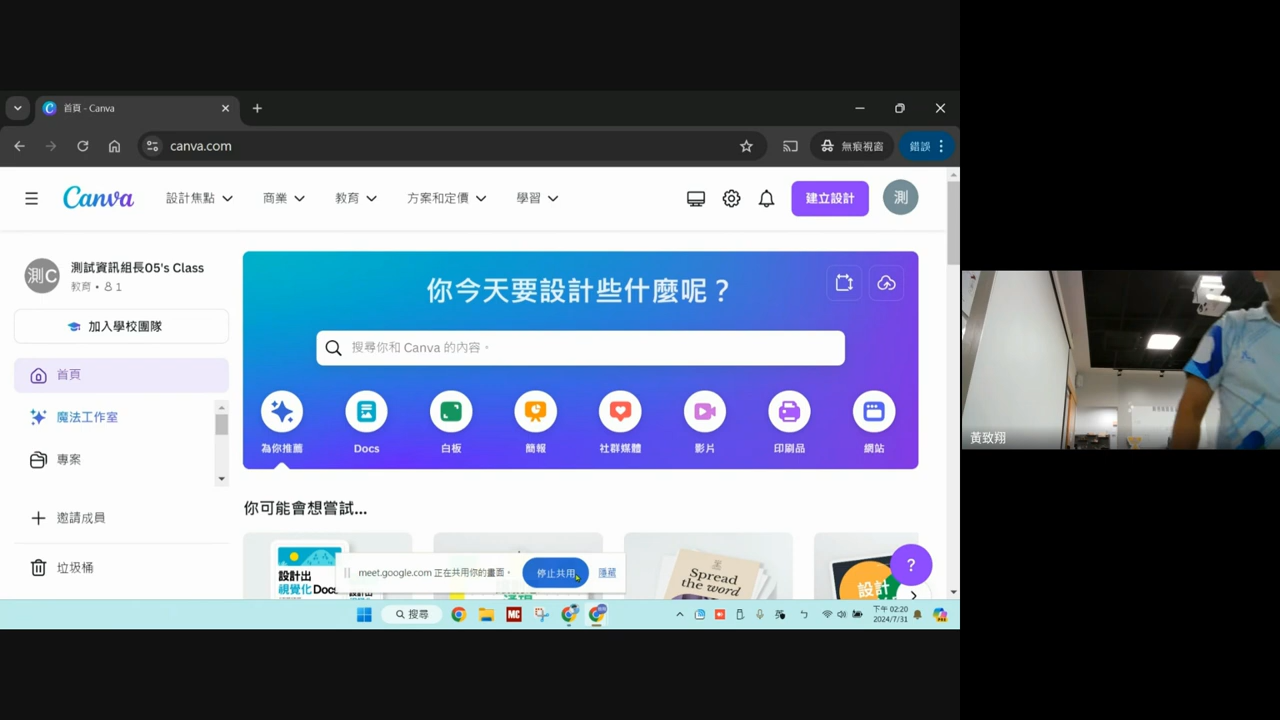 首頁 - Canva
canva.com
無痕視窗
錯誤
Canva
設計焦點
商業
教育
方案和定價
學習
建立設計
測
測C
測試資訊組長05's Class
教育 • 1
加入學校團隊
首頁
魔法工作室
專案
邀請成員
垃圾桶
你今天要設計些什麼呢？
搜尋你和 Canva 的內容。
為你推薦
Docs
白板
簡報
社群媒體
影片
印刷品
網站
你可能會想嘗試...
設計出
視覺化Docs
Spread
the word
設計
?
meet.google.com 正在共用你的畫面。
停止共用
隱藏
搜尋
MC
英
下午 02:20
2024/7/31
黃致翔